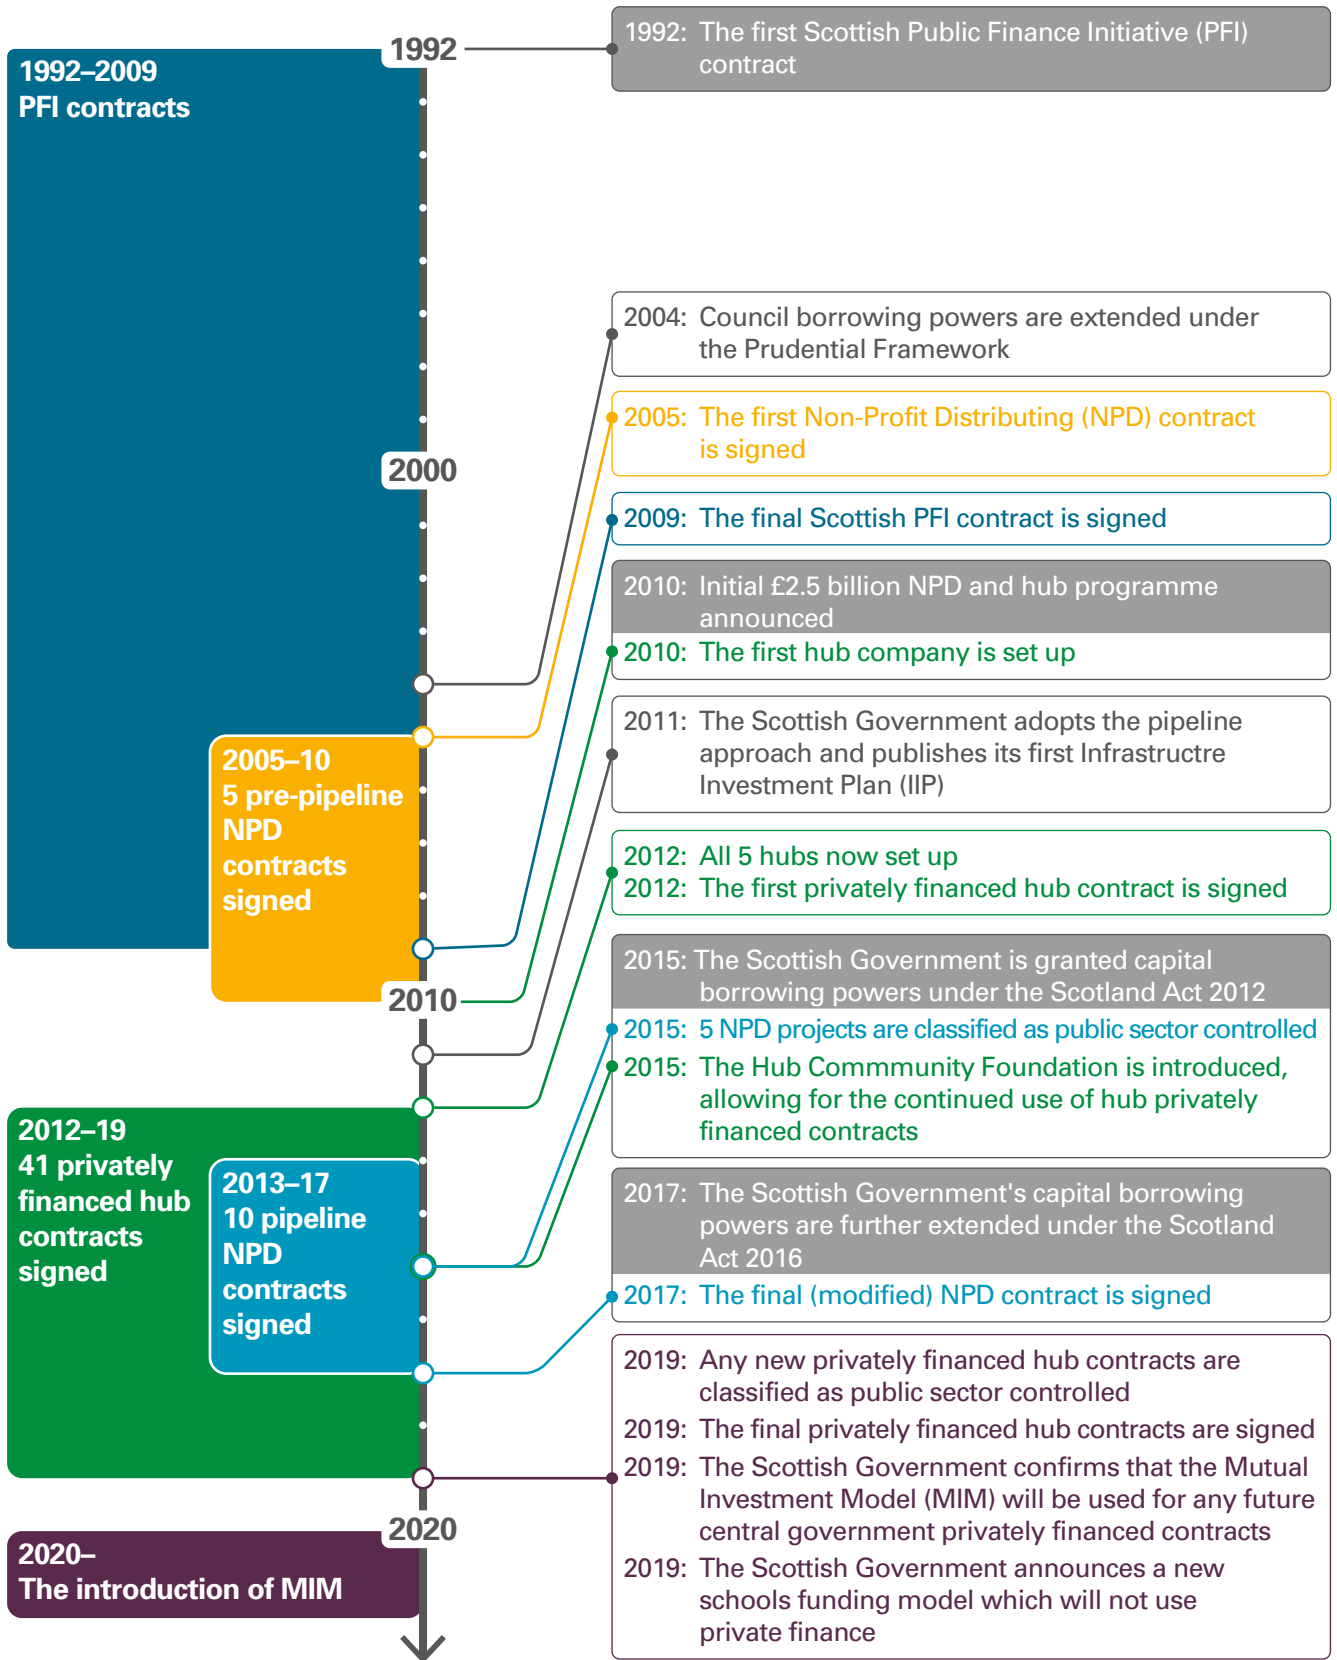 1992–2009
PFI contracts
2005–10
5 pre-pipeline
NPD
contracts
signed
2012–19
41 privately
financed hub
contracts
signed
2013–17
10 pipeline
NPD
contracts
signed
2020–
The introduction of MIM
1992
2000
2010
2020
1992: The first Scottish Public Finance Initiative (PFI)
contract
2004: Council borrowing powers are extended under
the Prudential Framework
2005: The first Non-Profit Distributing (NPD) contract
is signed
2009: The final Scottish PFI contract is signed
2010: Initial £2.5 billion NPD and hub programme
announced
2010: The first hub company is set up
2011: The Scottish Government adopts the pipeline
approach and publishes its first Infrastructre
Investment Plan (IIP)
2012: All 5 hubs now set up
2012: The first privately financed hub contract is signed
2015: The Scottish Government is granted capital
borrowing powers under the Scotland Act 2012
2015: 5 NPD projects are classified as public sector controlled
2015: The Hub Commmunity Foundation is introduced,
allowing for the continued use of hub privately
financed contracts
2017: The Scottish Government's capital borrowing
powers are further extended under the Scotland
Act 2016
2017: The final (modified) NPD contract is signed
2019: Any new privately financed hub contracts are
classified as public sector controlled
2019: The final privately financed hub contracts are signed
2019: The Scottish Government confirms that the Mutual
Investment Model (MIM) will be used for any future
central government privately financed contracts
2019: The Scottish Government announces a new
schools funding model which will not use
private finance